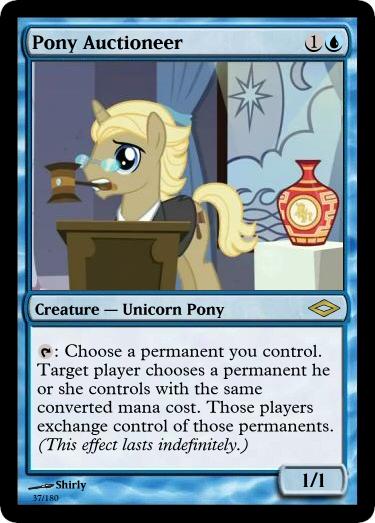 Pony Auctioneer 1
Creature — Unicorn Pony
: Choose a permanent you control.
Target player chooses a permanent he
or she controls with the same
converted mana cost. Those players
exchange control of those permanents.
(This effect lasts indefinitely.)
1/1
Shirly
37/180